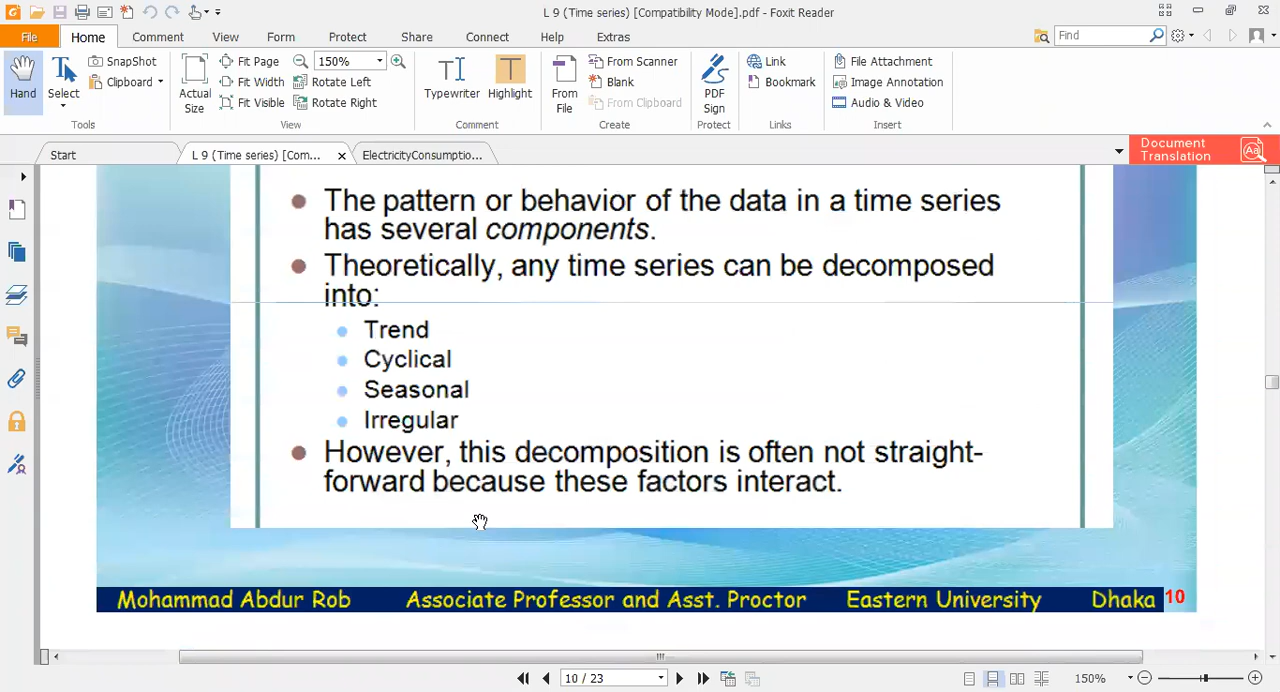 L 9 (Time series) [Compatibility Mode].pdf - Foxit Reader
File Home Comment View Form Protect Share Connect Help Extras
Find
Hand
Select
SnapShot
Clipboard
Tools
Actual Size
Fit Page
Fit Width
Fit Visible
150%
Rotate Left
Rotate Right
View
Typewriter
Highlight
Comment
From File
From Scanner
Blank
From Clipboard
Create
PDF Sign
Protect
Link
Bookmark
Links
File Attachment
Image Annotation
Audio & Video
Insert
Start
L 9 (Time series) [Com...
ElectricityConsumptio...
Document
Translation
The pattern or behavior of the data in a time series
has several components.
Theoretically, any time series can be decomposed
into:
Trend
Cyclical
Seasonal
Irregular
However, this decomposition is often not straight-
forward because these factors interact.
Mohammad Abdur Rob Associate Professor and Asst. Proctor Eastern University Dhaka 10
10 / 23
150%